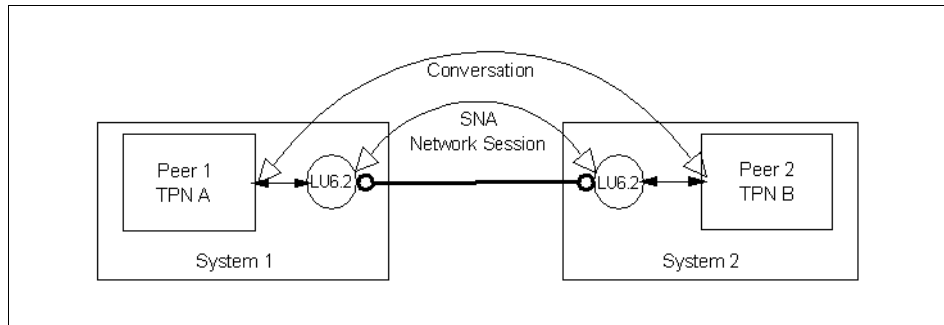 Conversation
SNA
Network Session
Peer 1
TPN A
LU6.2
LU6.2
Peer 2
TPN B
System 1
System 2